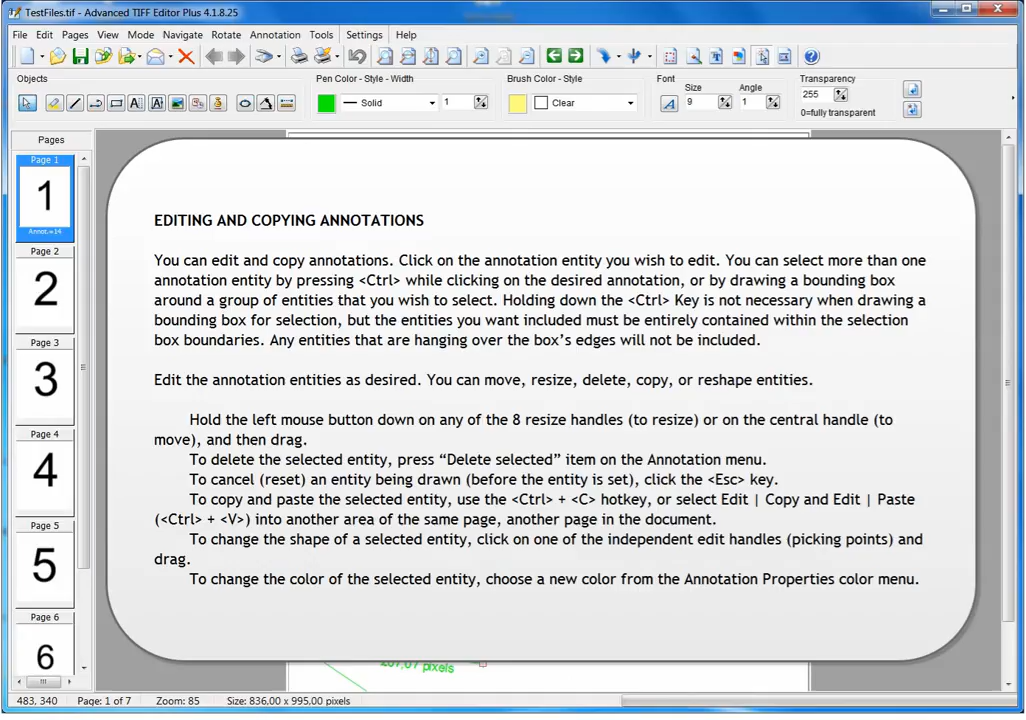 TestFiles.tif - Advanced TIFF Editor Plus 4.1.8.25
File Edit Pages View Mode Navigate Rotate Annotation Tools Settings Help
Objects
Pen Color - Style - Width
Solid
1
Brush Color - Style
Clear
Font
Size
9
Angle
1
Transparency
255
0=fully transparent
Pages
Page 1
1
Annot.=14
Page 2
2
Page 3
3
Page 4
4
Page 5
5
Page 6
6
EDITING AND COPYING ANNOTATIONS
You can edit and copy annotations. Click on the annotation entity you wish to edit. You can select more than one
annotation entity by pressing <Ctrl> while clicking on the desired annotation, or by drawing a bounding box
around a group of entities that you wish to select. Holding down the <Ctrl> Key is not necessary when drawing a
bounding box for selection, but the entities you want included must be entirely contained within the selection
box boundaries. Any entities that are hanging over the box’s edges will not be included.
Edit the annotation entities as desired. You can move, resize, delete, copy, or reshape entities.
Hold the left mouse button down on any of the 8 resize handles (to resize) or on the central handle (to
move), and then drag.
To delete the selected entity, press “Delete selected” item on the Annotation menu.
To cancel (reset) an entity being drawn (before the entity is set), click the <Esc> key.
To copy and paste the selected entity, use the <Ctrl> + <C> hotkey, or select Edit | Copy and Edit | Paste
(<Ctrl> + <V>) into another area of the same page, another page in the document.
To change the shape of a selected entity, click on one of the independent edit handles (picking points) and
drag.
To change the color of the selected entity, choose a new color from the Annotation Properties color menu.
pixels
483, 340 Page: 1 of 7 Zoom: 85 Size: 836.00 x 995.00 pixels